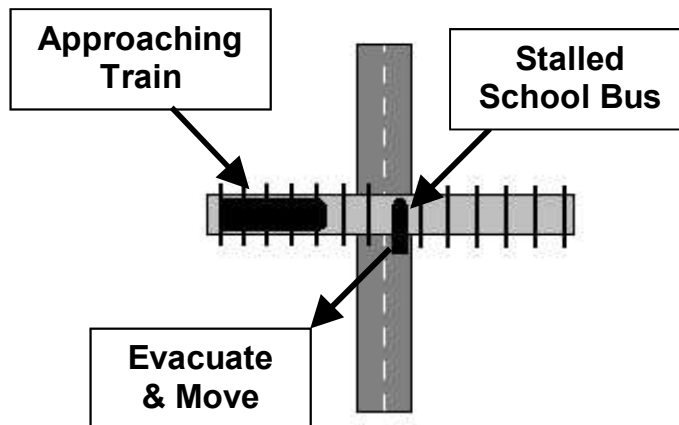 Approaching
Train
Stalled
School Bus
Evacuate
& Move